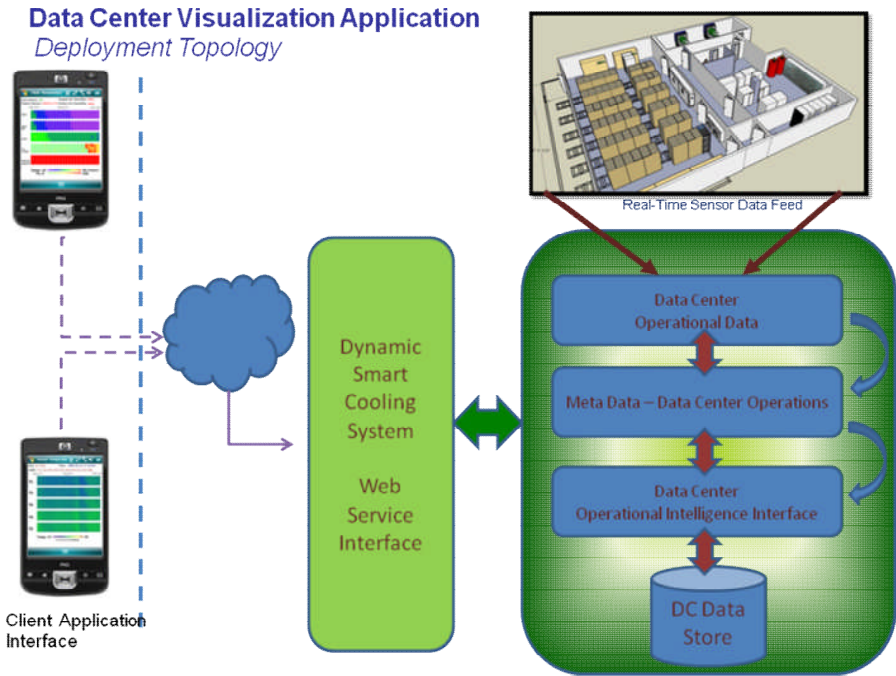 Data Center Visualization Application
Deployment Topology
Real-Time Sensor Data Feed
Data Center
Operational Data
Meta Data – Data Center Operations
Data Center
Operational Intelligence Interface
DC Data
Store
Dynamic
Smart
Cooling
System
Web
Service
Interface
Client Application
Interface